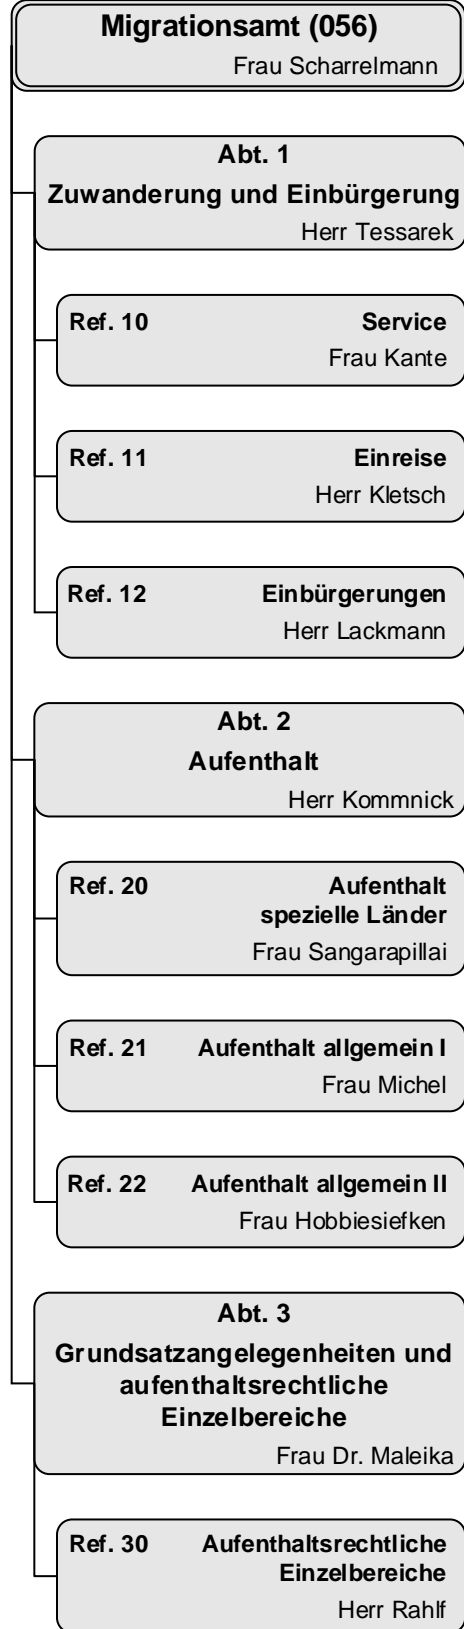 Migrationsamt (056)
Frau Scharrelmann
Abt. 1
Zuwanderung und Einbürgerung
Herr Tessarek
Ref. 10 Service
Frau Kante
Ref. 11 Einreise
Herr Kletsch
Ref. 12 Einbürgerungen
Herr Lackmann
Abt. 2
Aufenthalt
Herr Kommnick
Ref. 20 Aufenthalt
spezielle Länder
Frau Sangarapillai
Ref. 21 Aufenthalt allgemein I
Frau Michel
Ref. 22 Aufenthalt allgemein II
Frau Hobbiesiefken
Abt. 3
Grundsatzangelegenheiten und
aufenthaltsrechtliche
Einzelbereiche
Frau Dr. Maleika
Ref. 30 Aufenthaltsrechtliche
Einzelbereiche
Herr Rahlf